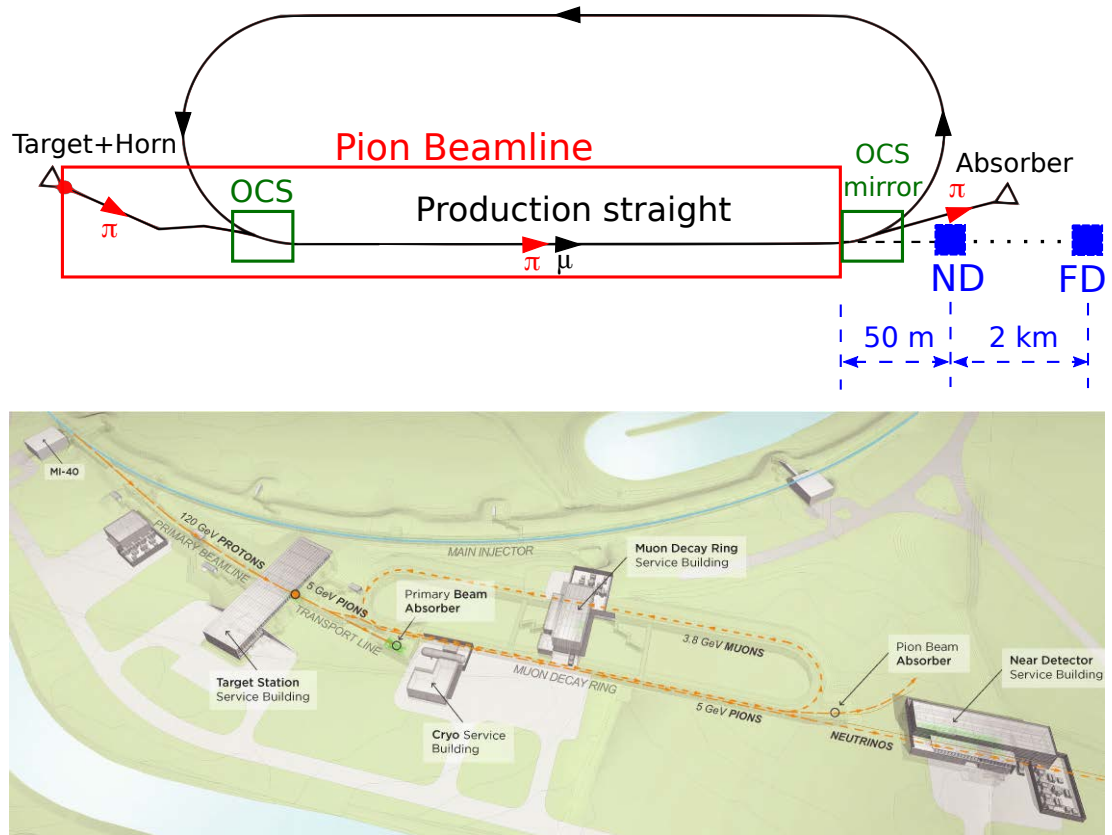 Target+Horn
Pion Beamline
OCS
mirror
Absorber
OCS
Production straight
π
π
π
μ
ND
FD
50 m
2 km
MI-40
120 GeV PROTONS
PRIMARY BEAMLINE
MAIN INJECTOR
Muon Decay Ring
Service Building
5 GeV PIONS
TRANSPORT LINE
Primary Beam
Absorber
3.8 GeV MUONS
Target Station
Service Building
MUON DECAY RING
Pion Beam
Absorber
Near Detector
Service Building
5 GeV PIONS
Cryo Service
Building
NEUTRINOS